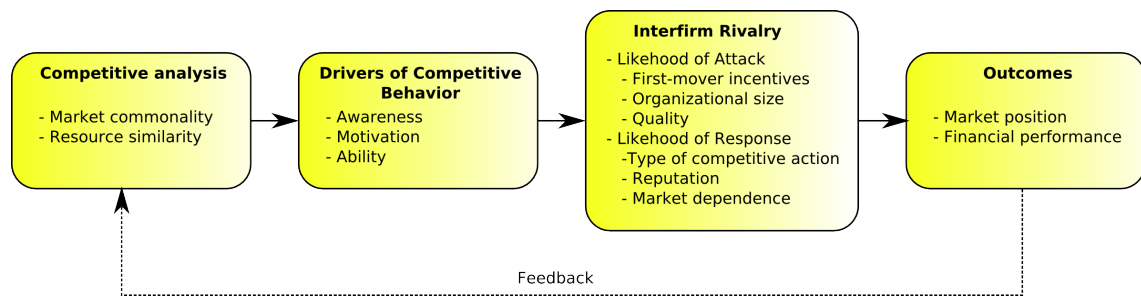 Competitive analysis
- Market commonality
- Resource similarity
Drivers of Competitive
Behavior
- Awareness
- Motivation
- Ability
Interfirm Rivalry
- Likehood of Attack
- First-mover incentives
- Organizational size
- Quality
- Likehood of Response
-Type of competitive action
- Reputation
- Market dependence
Outcomes
- Market position
- Financial performance
Feedback